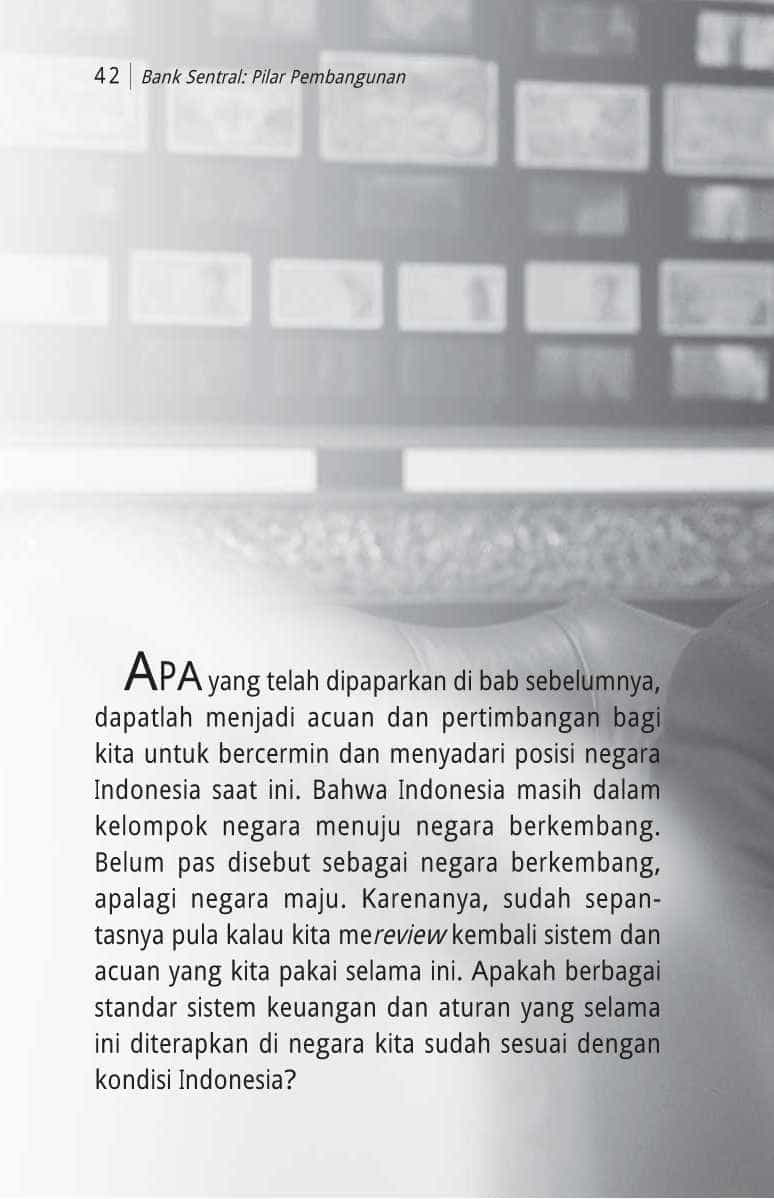 42 | Bank Sentral: Pilar Pembangunan
APA yang telah dipaparkan di bab sebelumnya,
dapatlah menjadi acuan dan pertimbangan bagi
kita untuk bercermin dan menyadari posisi negara
Indonesia saat ini. Bahwa Indonesia masih dalam
kelompok negara menuju negara berkembang.
Belum pas disebut sebagai negara berkembang,
apalagi negara maju. Karenanya, sudah sepan-
tasnya pula kalau kita mereview kembali sistem dan
acuan yang kita pakai selama ini. Apakah berbagai
standar sistem keuangan dan aturan yang selama
ini diterapkan di negara kita sudah sesuai dengan
kondisi Indonesia?